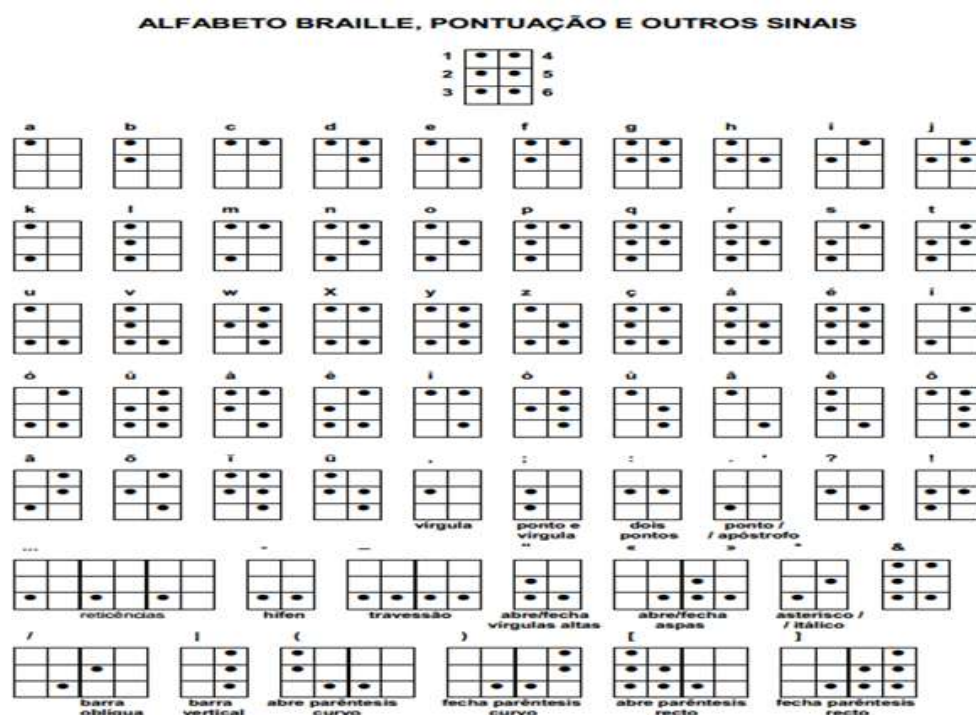 ALFABETO BRAILLE, PONTUAÇÃO E OUTROS SINAIS
1 4
2 5
3 6
a b c d e f g h i j
k l m n o p q r s t
u v w X y z ç á é í
ó ú à è ì ò ù â ê ô
ã õ ï ü , ; : . ' ? !
vírgula ponto e vírgula dois pontos ponto / / apóstrofo
... - — " « » * &
reticências hífen travessão abre/fecha vírgulas altas abre/fecha aspas asterisco / / itálico
/ | ( ) [ ]
barra oblíqua barra vertical abre parêntesis curvo fecha parêntesis curvo abre parêntesis recto fecha parêntesis recto